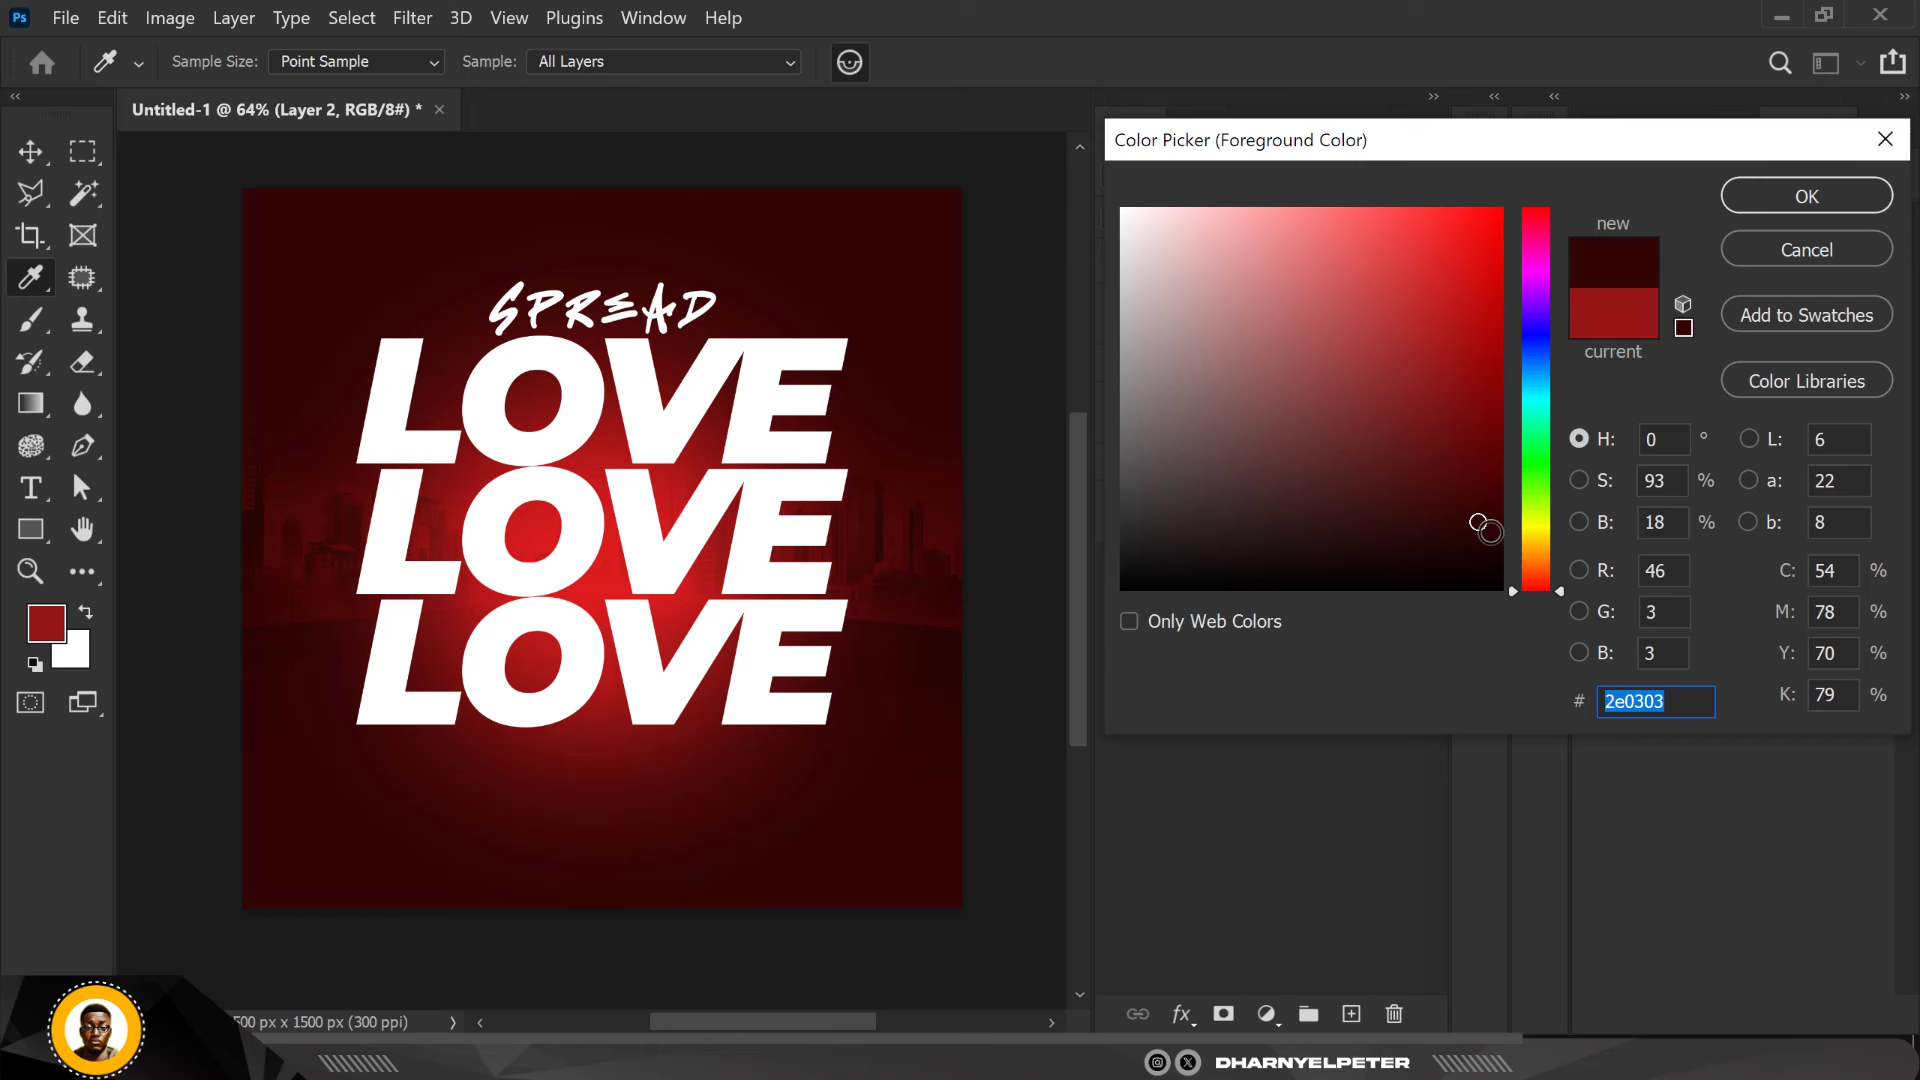 Ps File Edit Image Layer Type Select Filter 3D View Plugins Window Help
Sample Size: Point Sample Sample: All Layers
Untitled-1 @ 64% (Layer 2, RGB/8#) *
Color Picker (Foreground Color)
OK
new
Cancel
Add to Swatches
current
Color Libraries
H: 0 ° L: 6
S: 93 % a: 22
B: 18 % b: 8
R: 46 C: 54 %
G: 3 M: 78 %
B: 3 Y: 70 %
# 2e0303 K: 79 %
Only Web Colors
SPREAD
LOVE
LOVE
LOVE
T
fx
500 px x 1500 px (300 ppi)
DHARNYELPETER